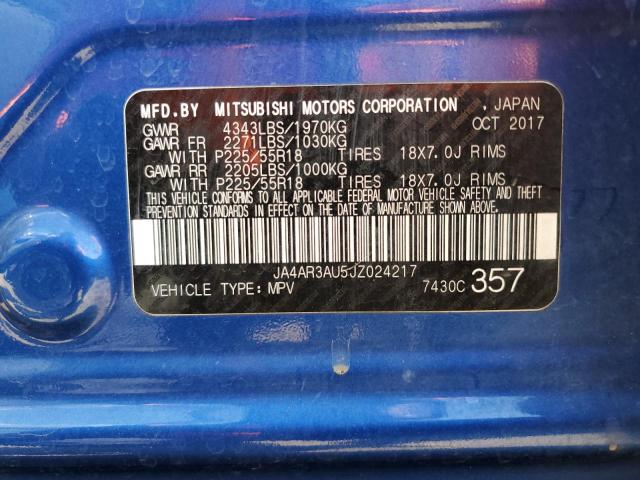 MFD.BY MITSUBISHI MOTORS CORPORATION , JAPAN
GVWR 4343LBS/1970KG OCT 2017
GAWR FR 2271LBS/1030KG
WITH P225/55R18 TIRES 18X7.0J RIMS
GAWR RR 2205LBS/1000KG
WITH P225/55R18 TIRES 18X7.0J RIMS
THIS VEHICLE CONFORMS TO ALL APPLICABLE FEDERAL MOTOR VEHICLE SAFETY AND THEFT
PREVENTION STANDARDS IN EFFECT ON THE DATE OF MANUFACTURE SHOWN ABOVE.
JA4AR3AU5JZ024217
VEHICLE TYPE: MPV 7430C 357